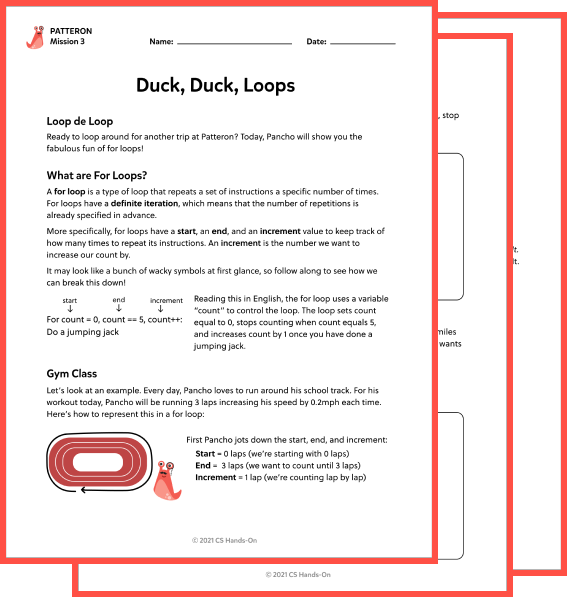 PATTERON
Mission 3
Name:
Date:
Duck, Duck, Loops
Loop de Loop
Ready to loop around for another trip at Patteron? Today, Pancho will show you the
fabulous fun of for loops!
What are For Loops?
A for loop is a type of loop that repeats a set of instructions a specific number of times.
For loops have a definite iteration, which means that the number of repetitions is
already specified in advance.
More specifically, for loops have a start, an end, and an increment value to keep track of
how many times to repeat its instructions. An increment is the number we want to
increase our count by.
It may look like a bunch of wacky symbols at first glance, so follow along to see how we
can break this down!
start end increment
For count = 0, count == 5, count++:
Do a jumping jack
Reading this in English, the for loop uses a variable
“count” to control the loop. The loop sets count
equal to 0, stops counting when count equals 5,
and increases count by 1 once you have done a
jumping jack.
Gym Class
Let's look at an example. Every day, Pancho loves to run around his school track. For his
workout today, Pancho will be running 3 laps increasing his speed by 0.2mph each time.
Here's how to represent this in a for loop:
First Pancho jots down the start, end, and increment:
Start = 0 laps (we're starting with 0 laps)
End = 3 laps (we want to count until 3 laps)
Increment = 1 lap (we're counting lap by lap)
© 2021 CS Hands-On
, stop
miles
wants
© 2021 CS Hands-On